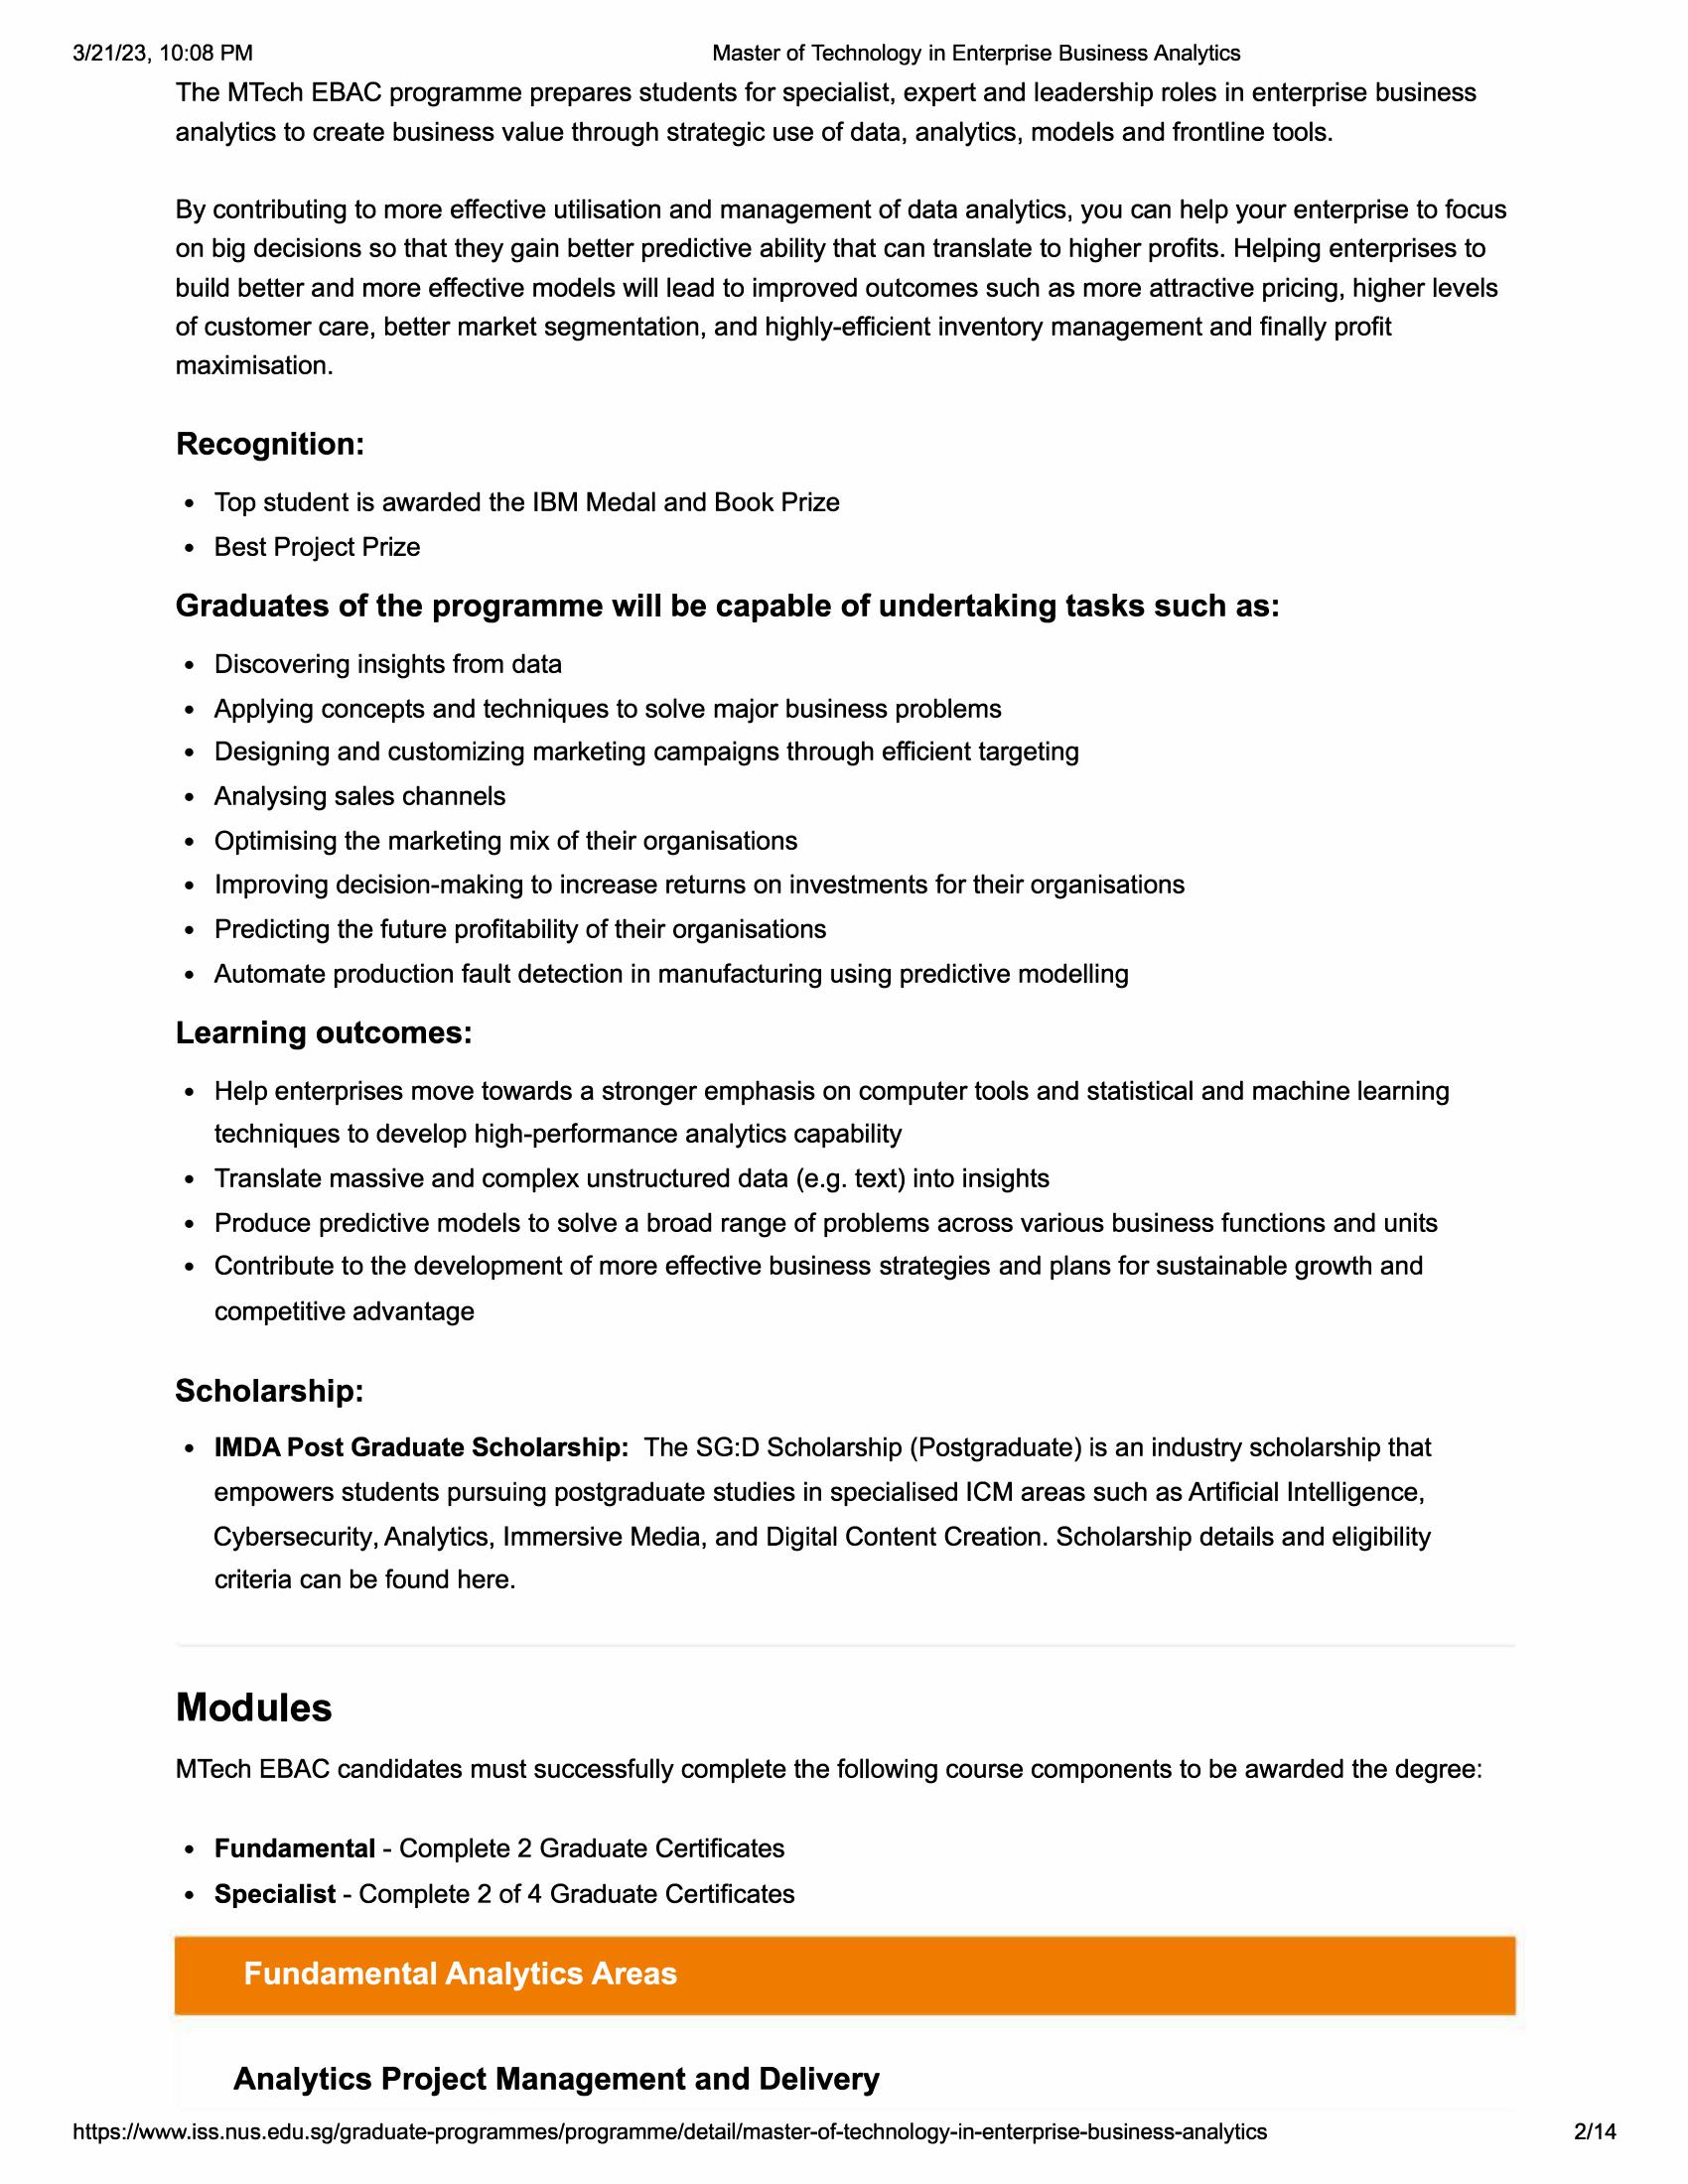 3/21/23, 10:08 PM
Master of Technology in Enterprise Business Analytics
The MTech EBAC programme prepares students for specialist, expert and leadership roles in enterprise business
analytics to create business value through strategic use of data, analytics, models and frontline tools.
By contributing to more effective utilisation and management of data analytics, you can help your enterprise to focus
on big decisions so that they gain better predictive ability that can translate to higher profits. Helping enterprises to
build better and more effective models will lead to improved outcomes such as more attractive pricing, higher levels
of customer care, better market segmentation, and highly-efficient inventory management and finally profit
maximisation.
Recognition:
• Top student is awarded the IBM Medal and Book Prize
• Best Project Prize
Graduates of the programme will be capable of undertaking tasks such as:
• Discovering insights from data
• Applying concepts and techniques to solve major business problems
• Designing and customizing marketing campaigns through efficient targeting
• Analysing sales channels
• Optimising the marketing mix of their organisations
• Improving decision-making to increase returns on investments for their organisations
• Predicting the future profitability of their organisations
• Automate production fault detection in manufacturing using predictive modelling
Learning outcomes:
• Help enterprises move towards a stronger emphasis on computer tools and statistical and machine learning
techniques to develop high-performance analytics capability
• Translate massive and complex unstructured data (e.g. text) into insights
• Produce predictive models to solve a broad range of problems across various business functions and units
• Contribute to the development of more effective business strategies and plans for sustainable growth and
competitive advantage
Scholarship:
• IMDA Post Graduate Scholarship: The SG:D Scholarship (Postgraduate) is an industry scholarship that
empowers students pursuing postgraduate studies in specialised ICM areas such as Artificial Intelligence,
Cybersecurity, Analytics, Immersive Media, and Digital Content Creation. Scholarship details and eligibility
criteria can be found here.
Modules
MTech EBAC candidates must successfully complete the following course components to be awarded the degree:
• Fundamental - Complete 2 Graduate Certificates
• Specialist - Complete 2 of 4 Graduate Certificates
Fundamental Analytics Areas
Analytics Project Management and Delivery
https://www.iss.nus.edu.sg/graduate-programmes/programme/detail/master-of-technology-in-enterprise-business-analytics
2/14